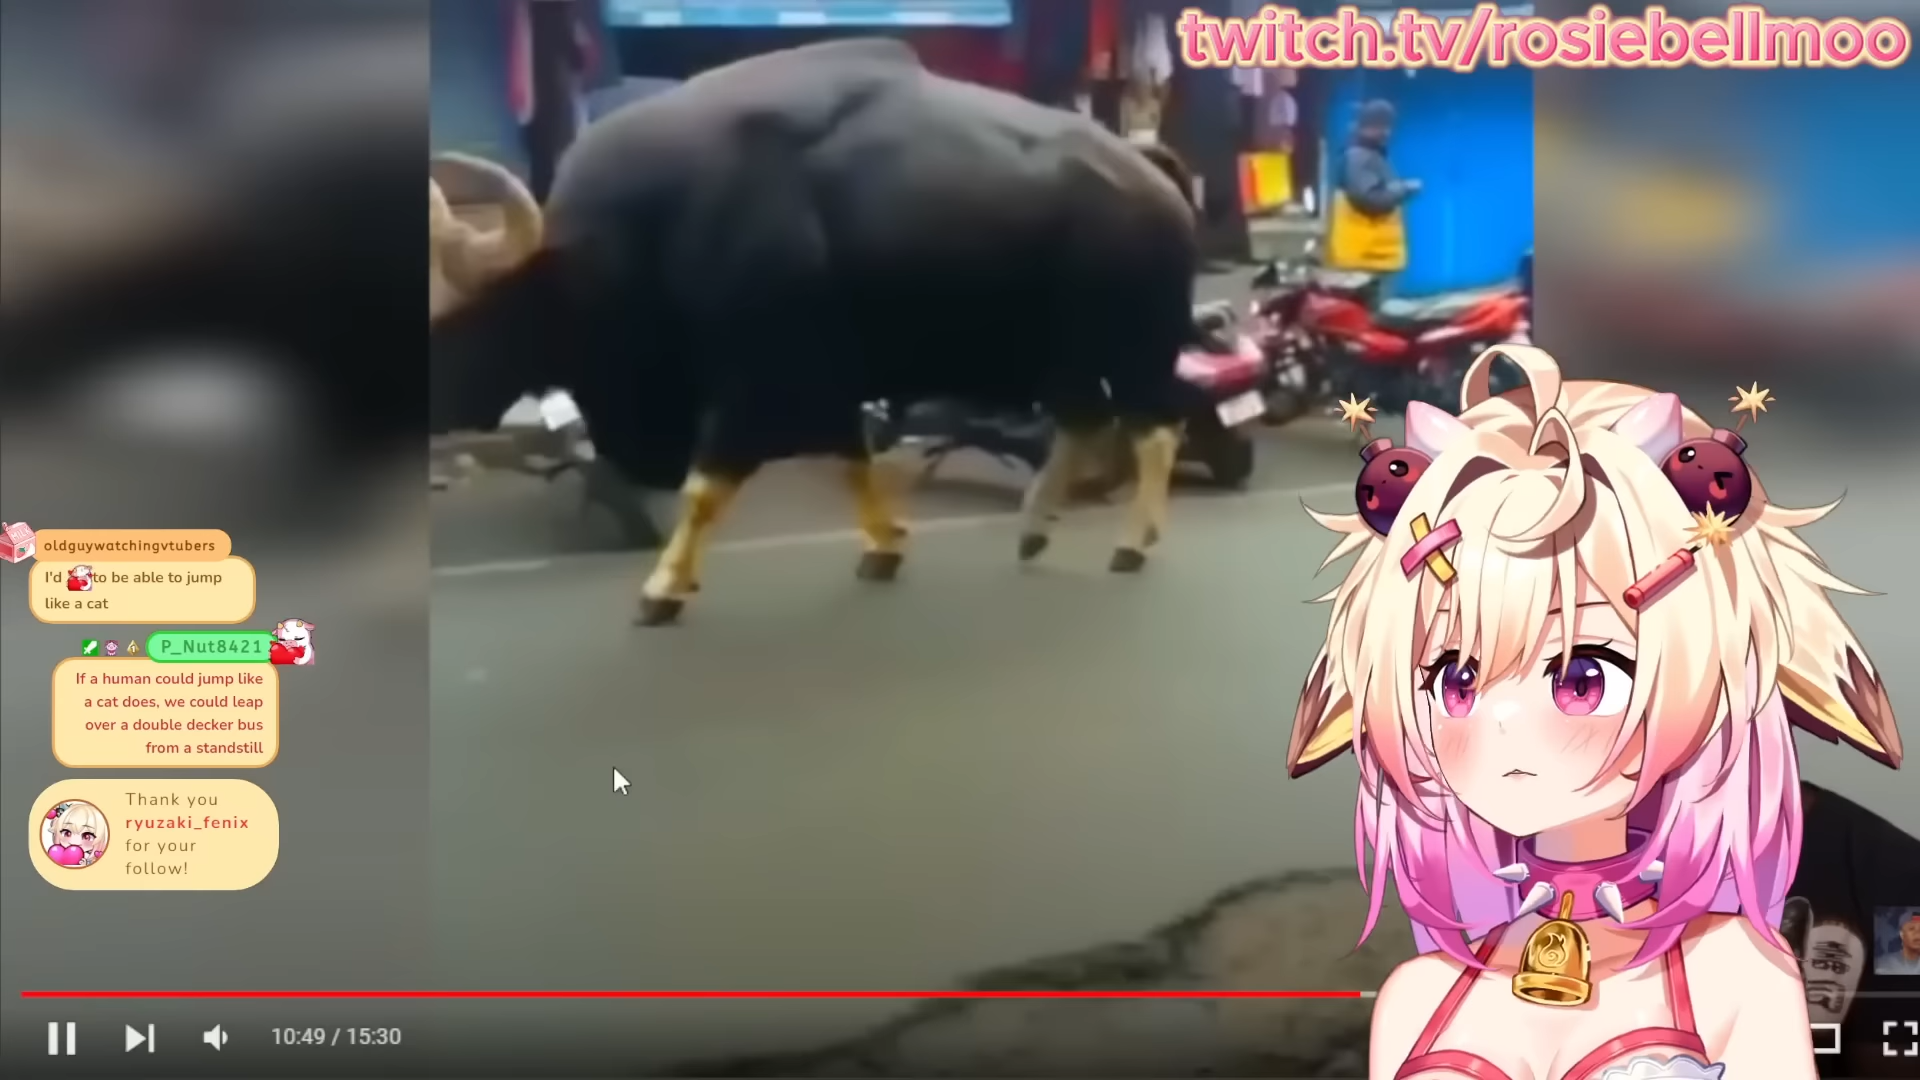 twitch.tv/rosiebellmoo
oldguywatchingvtubers
I'd to be able to jump
like a cat
P_Nut8421
If a human could jump like
a cat does, we could leap
over a double decker bus
from a standstill
Thank you
ryuzaki_fenix
for your
follow!
10:49 / 15:30